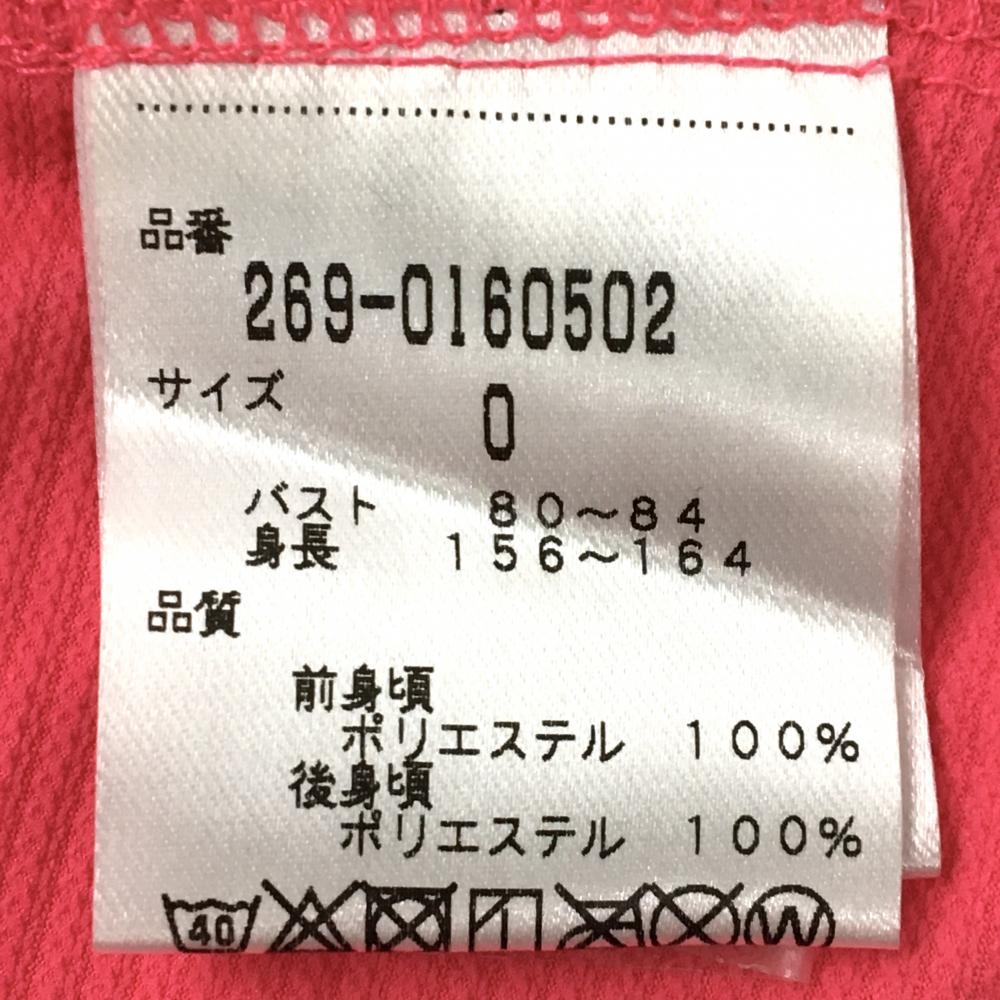 品番
269-0160502
サイズ 0
バスト 80~84
身長 156~164
品質
前身頃
ポリエステル 100%
後身頃
ポリエステル 100%
40 W